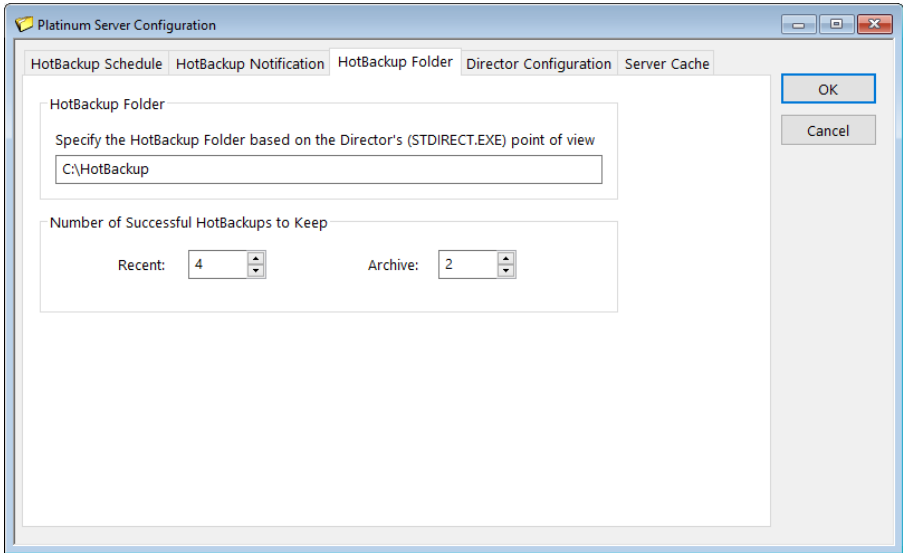 Platinum Server Configuration
HotBackup Schedule HotBackup Notification HotBackup Folder Director Configuration Server Cache
OK
Cancel
HotBackup Folder
Specify the HotBackup Folder based on the Director's (STDIRECT.EXE) point of view
C:\HotBackup
Number of Successful HotBackups to Keep
Recent: 4 Archive: 2